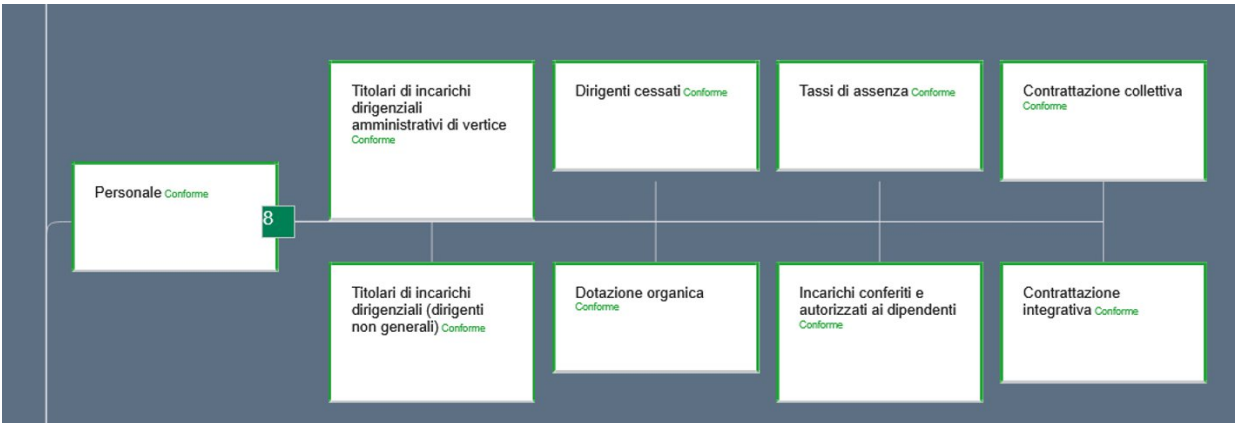 Titolari di incarichi
dirigenziali
amministrativi di vertice
Conforme
Dirigenti cessati Conforme
Tassi di assenza Conforme
Contrattazione collettiva
Conforme
Personale Conforme
8
Titolari di incarichi
dirigenziali (dirigenti
non generali) Conforme
Dotazione organica
Conforme
Incarichi conferiti e
autorizzati ai dipendenti
Conforme
Contrattazione
integrativa Conforme